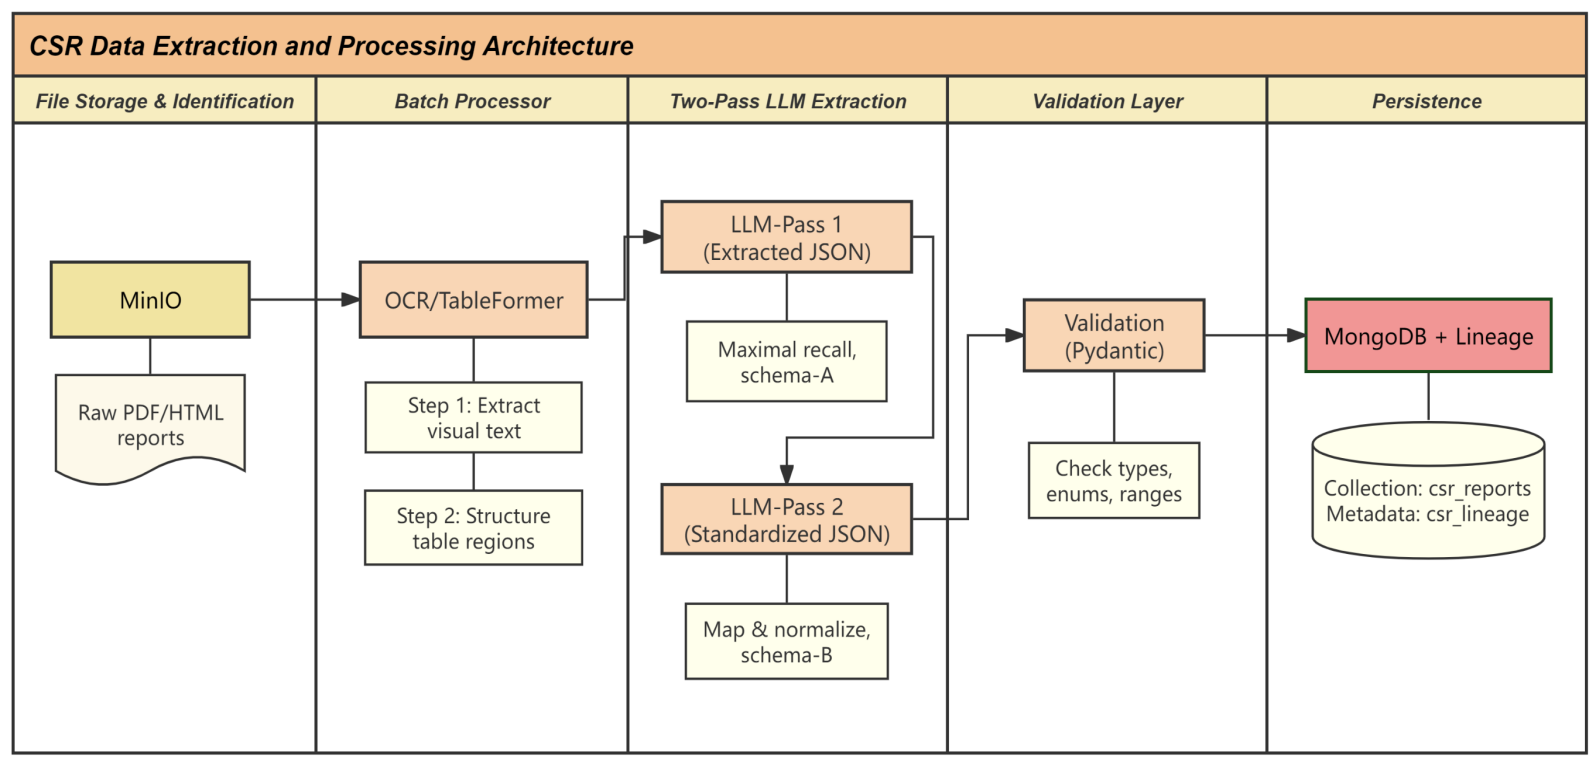 CSR Data Extraction and Processing Architecture
File Storage & Identification
Batch Processor
Two-Pass LLM Extraction
Validation Layer
Persistence
MinIO
Raw PDF/HTML
reports
OCR/TableFormer
Step 1: Extract
visual text
Step 2: Structure
table regions
LLM-Pass 1
(Extracted JSON)
Maximal recall,
schema-A
LLM-Pass 2
(Standardized JSON)
Map & normalize,
schema-B
Validation
(Pydantic)
Check types,
enums, ranges
MongoDB + Lineage
Collection: csr_reports
Metadata: csr_lineage